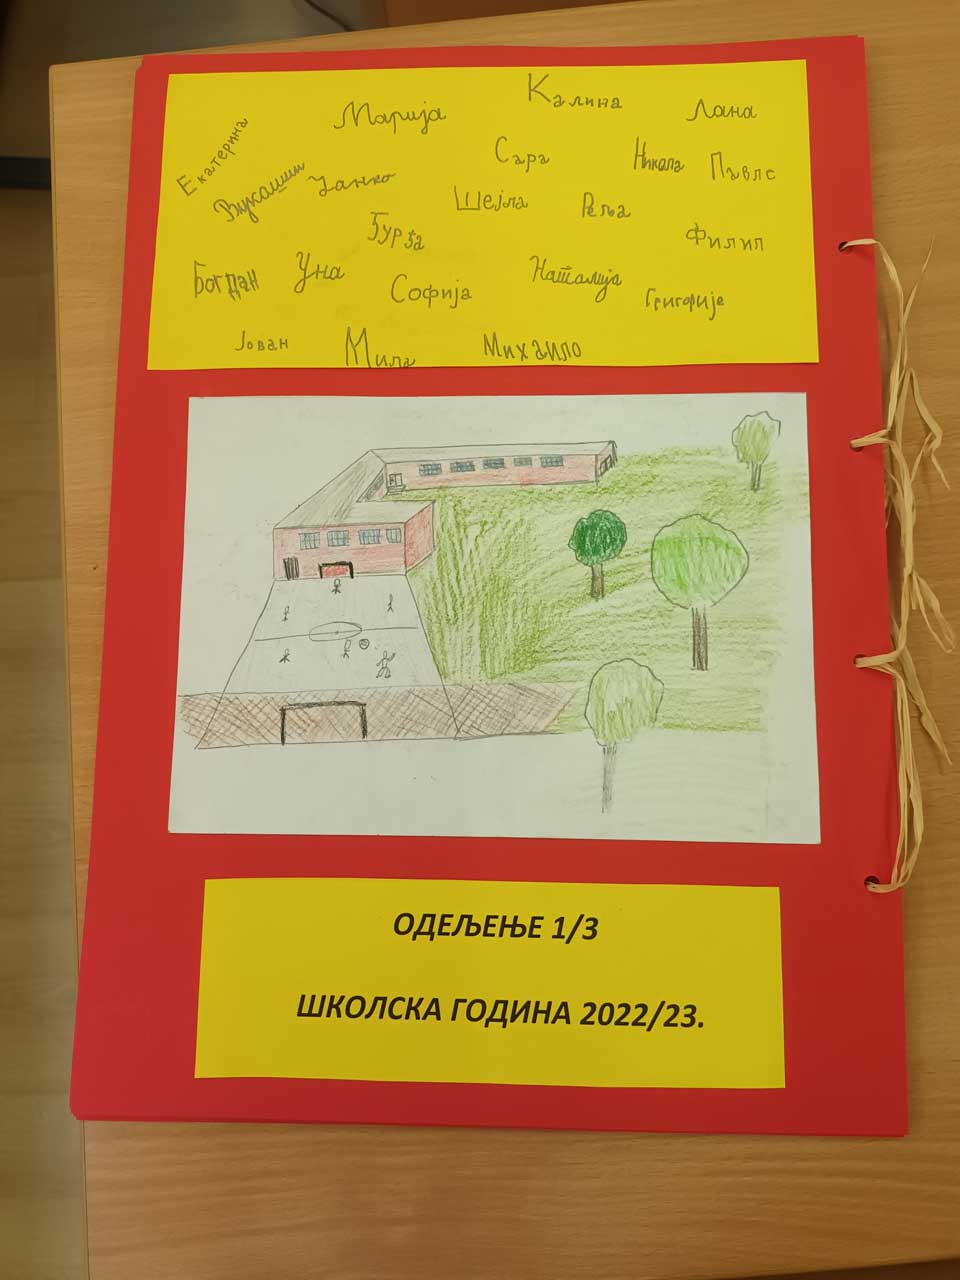 Марија
Калина
Лана
Екатерина
Сара
Никола
Павле
Вукашин
Јанко
Шејла
Реља
Филип
Ђурђа
Богдан
Уна
Софија
Наталија
Григорије
Јован
Мила
Михаило
ОДЕЉЕЊЕ 1/3
ШКОЛСКА ГОДИНА 2022/23.